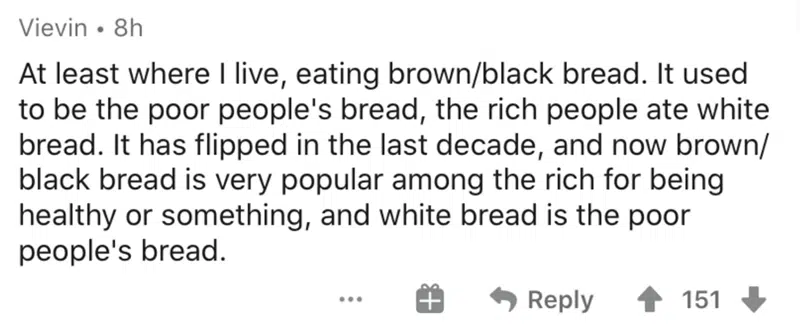 Vievin • 8h
At least where I live, eating brown/black bread. It used
to be the poor people's bread, the rich people ate white
bread. It has flipped in the last decade, and now brown/
black bread is very popular among the rich for being
healthy or something, and white bread is the poor
people's bread.
Reply 151